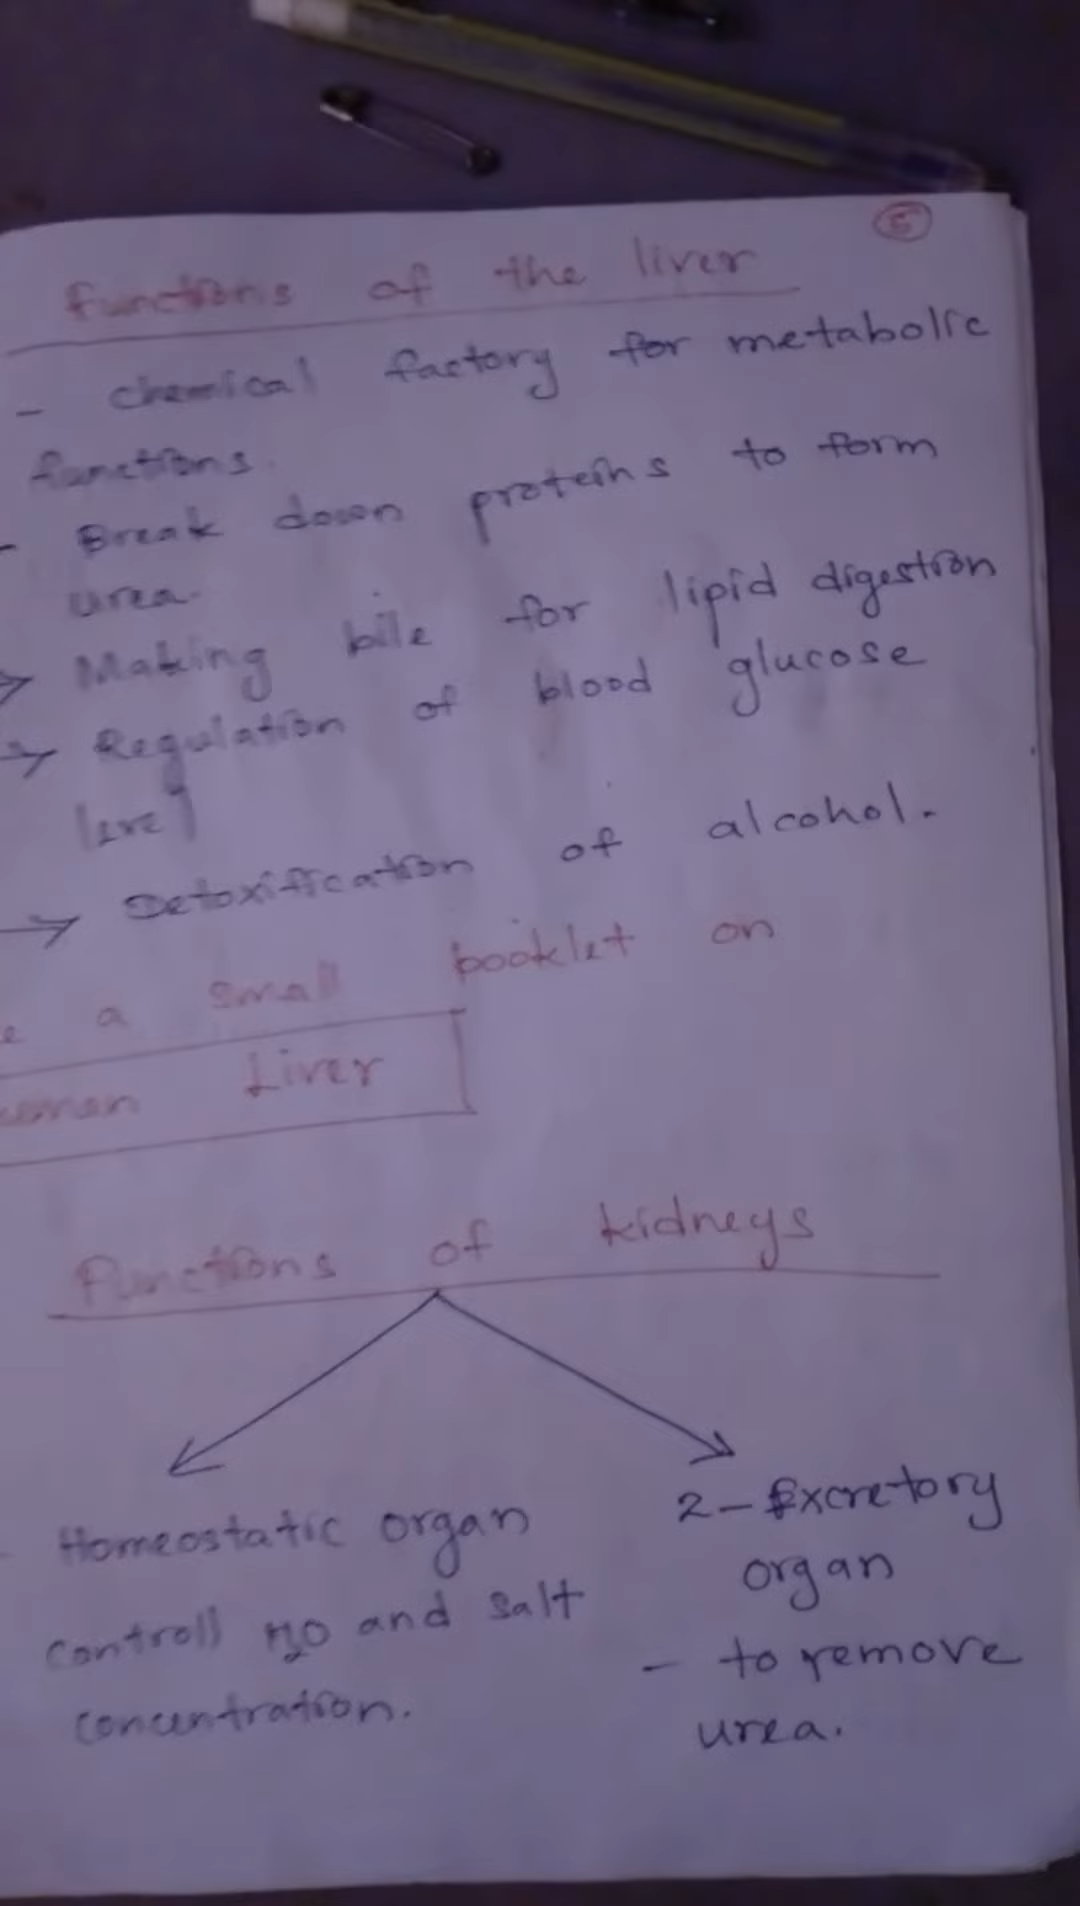 5
Functions of the liver
- chemical factory for metabolic
functions.
- Break down proteins to form
urea.
→ Making bile for lipid digestion
→ Regulation of blood glucose
level
→ Detoxification of alcohol.
a small booklet on
Liver
Functions of kidneys
- Homeostatic organ
controll H2O and salt
concentration.
2 - Excretory
organ
- to remove
urea.